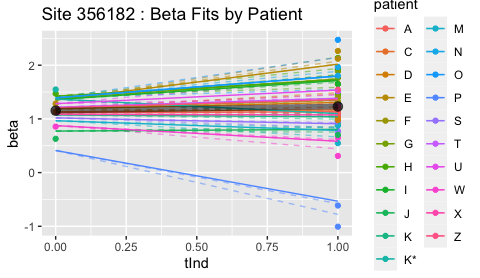 Site 356182 : Beta Fits by Patient
patient
A
C
D
E
F
G
H
I
J
K
K*
M
N
O
P
S
T
U
W
X
Z
beta
2
1
0
-1
0.00
0.25
0.50
0.75
1.00
tInd